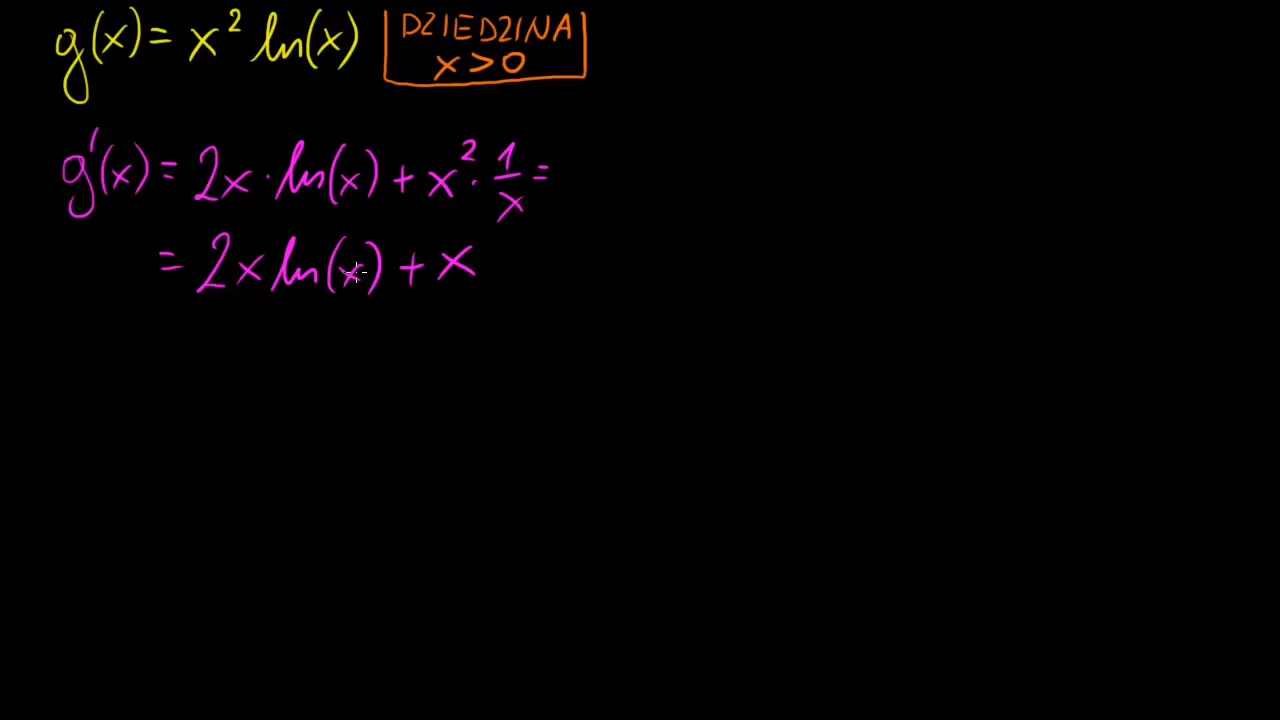 g(x) = x² ln(x) DZIEDZINA
x > 0
g'(x) = 2x · ln(x) + x² · 1/x =
= 2x ln(x) + x